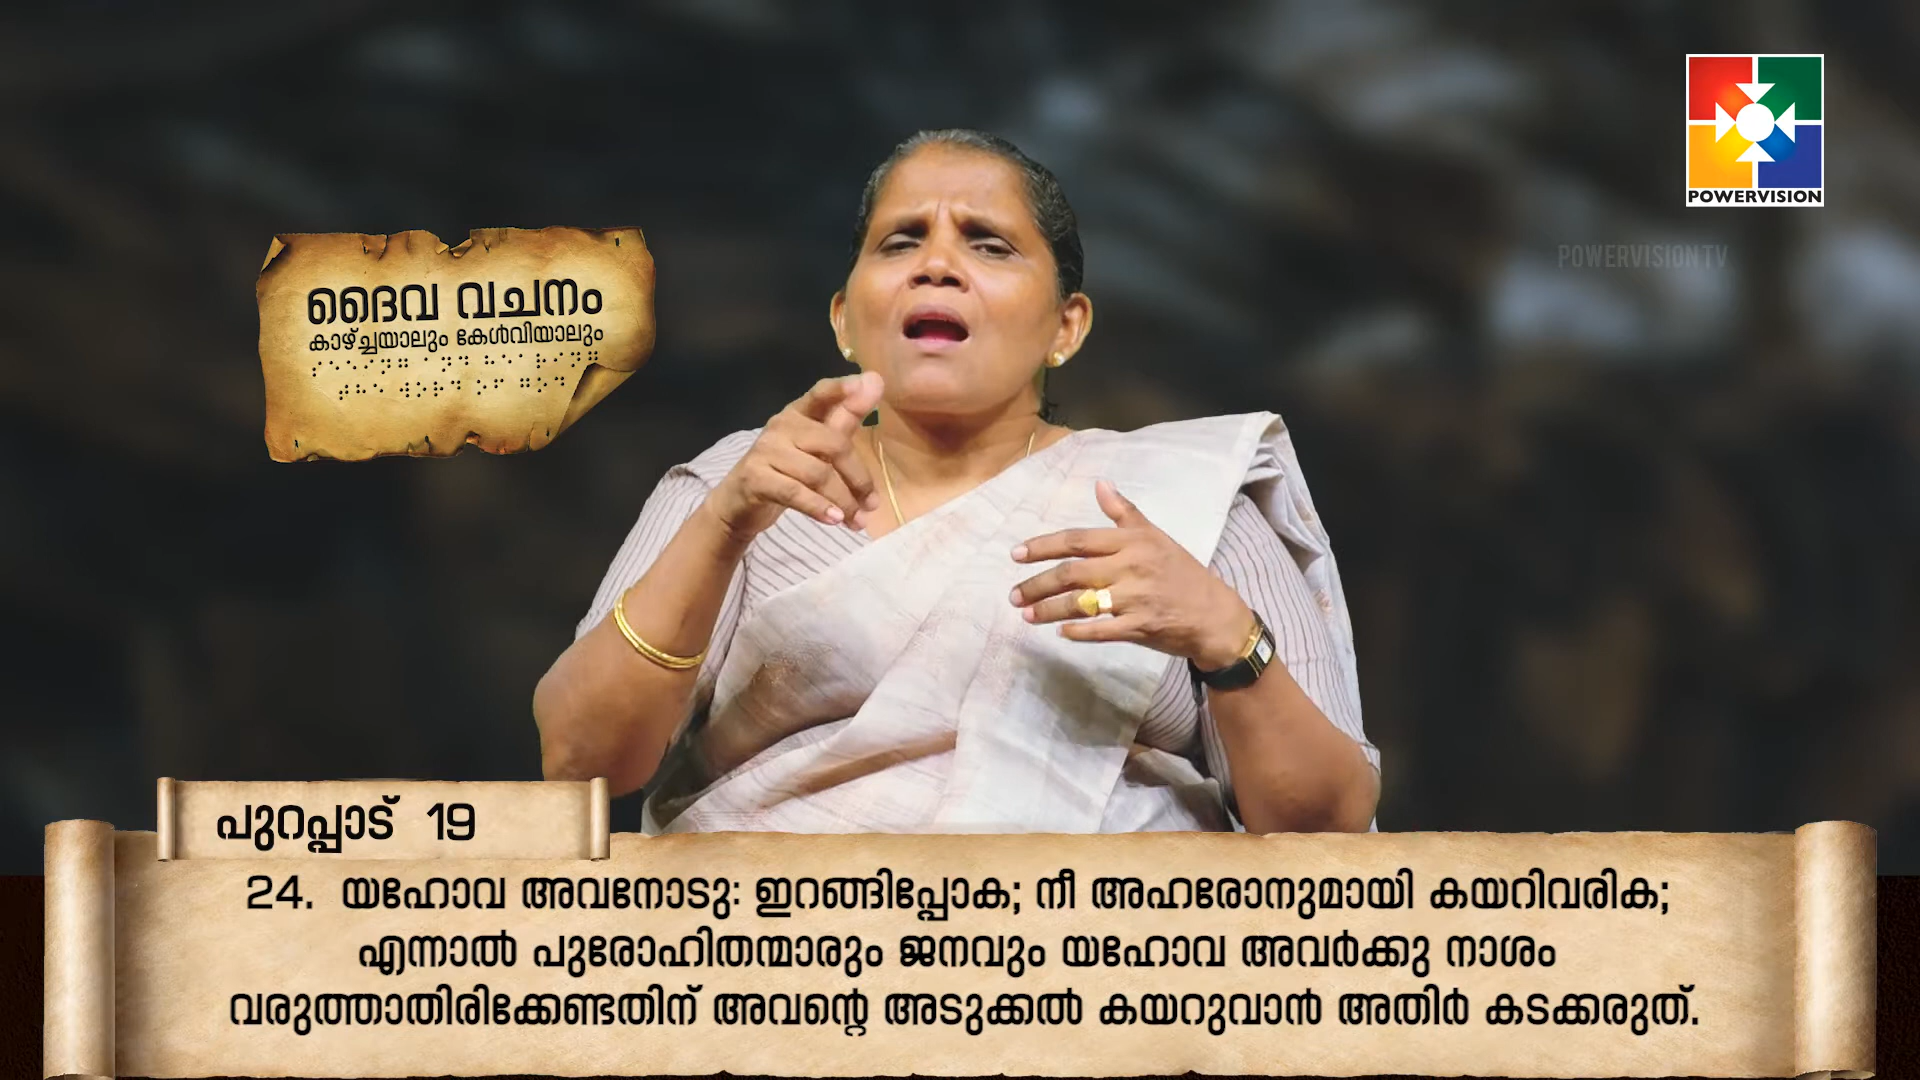 POWERVISION
POWERVISION TV
ദൈവ വചനം
കാഴ്ച്ചയാലും കേൾവിയാലും
പുറപ്പാട് 19
24. യഹോവ അവനോടു: ഇറങ്ങിപ്പോക; നീ അഹരോനുമായി കയറിവരിക;
എന്നാൽ പുരോഹിതന്മാരും ജനവും യഹോവ അവർക്കു നാശം
വരുത്താതിരിക്കേണ്ടതിന് അവന്റെ അടുക്കൽ കയറുവാൻ അതിർ കടക്കരുത്.